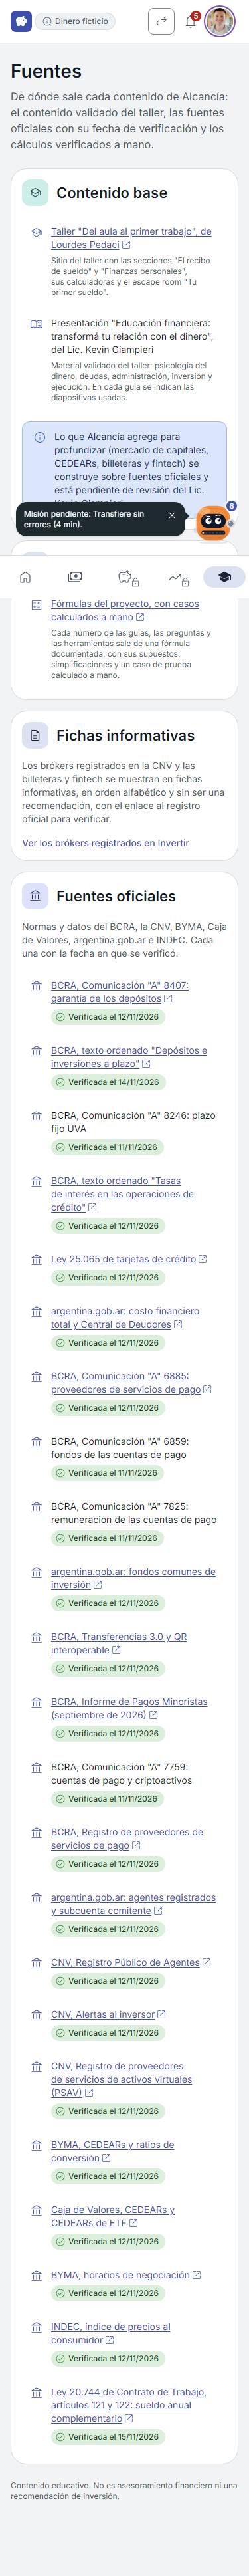 Dinero ficticio
5
Fuentes
De dónde sale cada contenido de Alcancía:
el contenido validado del taller, las fuentes
oficiales con su fecha de verificación y los
cálculos verificados a mano.
Contenido base
Taller "Del aula al primer trabajo", de
Lourdes Pedaci
Sitio del taller con las secciones "El recibo
de sueldo" y "Finanzas personales",
sus calculadoras y el escape room "Tu
primer sueldo".
Presentación "Educación financiera:
transformá tu relación con el dinero",
del Lic. Kevin Giampieri
Material validado del taller: psicología del
dinero, deudas, administración, inversión y
ejecución. En cada guía se indican las
diapositivas usadas.
Lo que Alcancía agrega para
profundizar (mercado de capitales,
CEDEARs, billeteras y fintech) se
construye sobre fuentes oficiales y
está pendiente de revisión del Lic.
Misión pendiente: Transfiere sin
errores (4 min).
6
Fórmulas del proyecto, con casos
calculados a mano
Cada número de las guías, las preguntas y
las herramientas sale de una fórmula
documentada, con sus supuestos,
simplificaciones y un caso de prueba
calculado a mano.
Fichas informativas
Los brókers registrados en la CNV y las
billeteras y fintech se muestran en fichas
informativas, en orden alfabético y sin ser una
recomendación, con el enlace al registro
oficial para verificar.
Ver los brókers registrados en Invertir
Fuentes oficiales
Normas y datos del BCRA, la CNV, BYMA, Caja
de Valores, argentina.gob.ar e INDEC. Cada
una con la fecha en que se verificó.
BCRA, Comunicación "A" 8407:
garantía de los depósitos
Verificada el 12/11/2026
BCRA, texto ordenado "Depósitos e
inversiones a plazo"
Verificada el 14/11/2026
BCRA, Comunicación "A" 8246: plazo
fijo UVA
Verificada el 11/11/2026
BCRA, texto ordenado "Tasas
de interés en las operaciones de
crédito"
Verificada el 12/11/2026
Ley 25.065 de tarjetas de crédito
Verificada el 12/11/2026
argentina.gob.ar: costo financiero
total y Central de Deudores
Verificada el 12/11/2026
BCRA, Comunicación "A" 6885:
proveedores de servicios de pago
Verificada el 12/11/2026
BCRA, Comunicación "A" 6859:
fondos de las cuentas de pago
Verificada el 11/11/2026
BCRA, Comunicación "A" 7825:
remuneración de las cuentas de pago
Verificada el 11/11/2026
argentina.gob.ar: fondos comunes de
inversión
Verificada el 12/11/2026
BCRA, Transferencias 3.0 y QR
interoperable
Verificada el 12/11/2026
BCRA, Informe de Pagos Minoristas
(septiembre de 2026)
Verificada el 12/11/2026
BCRA, Comunicación "A" 7759:
cuentas de pago y criptoactivos
Verificada el 11/11/2026
BCRA, Registro de proveedores de
servicios de pago
Verificada el 12/11/2026
argentina.gob.ar: agentes registrados
y subcuenta comitente
Verificada el 12/11/2026
CNV, Registro Público de Agentes
Verificada el 12/11/2026
CNV, Alertas al inversor
Verificada el 12/11/2026
CNV, Registro de proveedores
de servicios de activos virtuales
(PSAV)
Verificada el 12/11/2026
BYMA, CEDEARs y ratios de
conversión
Verificada el 12/11/2026
Caja de Valores, CEDEARs y
CEDEARs de ETF
Verificada el 12/11/2026
BYMA, horarios de negociación
Verificada el 12/11/2026
INDEC, índice de precios al
consumidor
Verificada el 12/11/2026
Ley 20.744 de Contrato de Trabajo,
artículos 121 y 122: sueldo anual
complementario
Verificada el 15/11/2026
Contenido educativo. No es asesoramiento financiero ni una
recomendación de inversión.